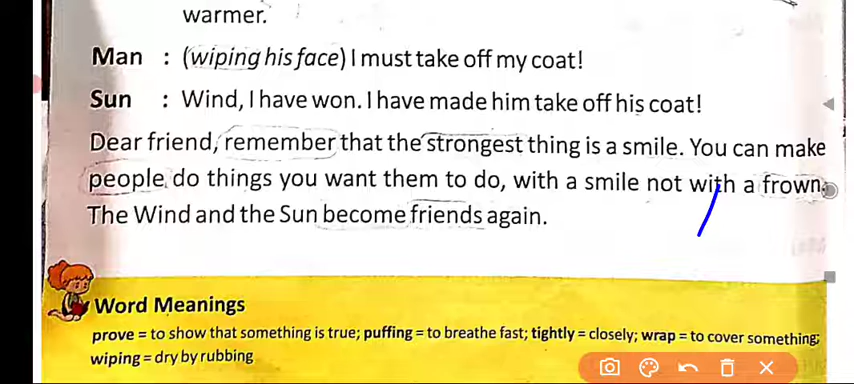 warmer.
Man : (wiping his face) I must take off my coat!
Sun : Wind, I have won. I have made him take off his coat!
Dear friend, remember that the strongest thing is a smile. You can make
people do things you want them to do, with a smile not with a frown.
The Wind and the Sun become friends again.
Word Meanings
prove = to show that something is true; puffing = to breathe fast; tightly = closely; wrap = to cover something;
wiping = dry by rubbing